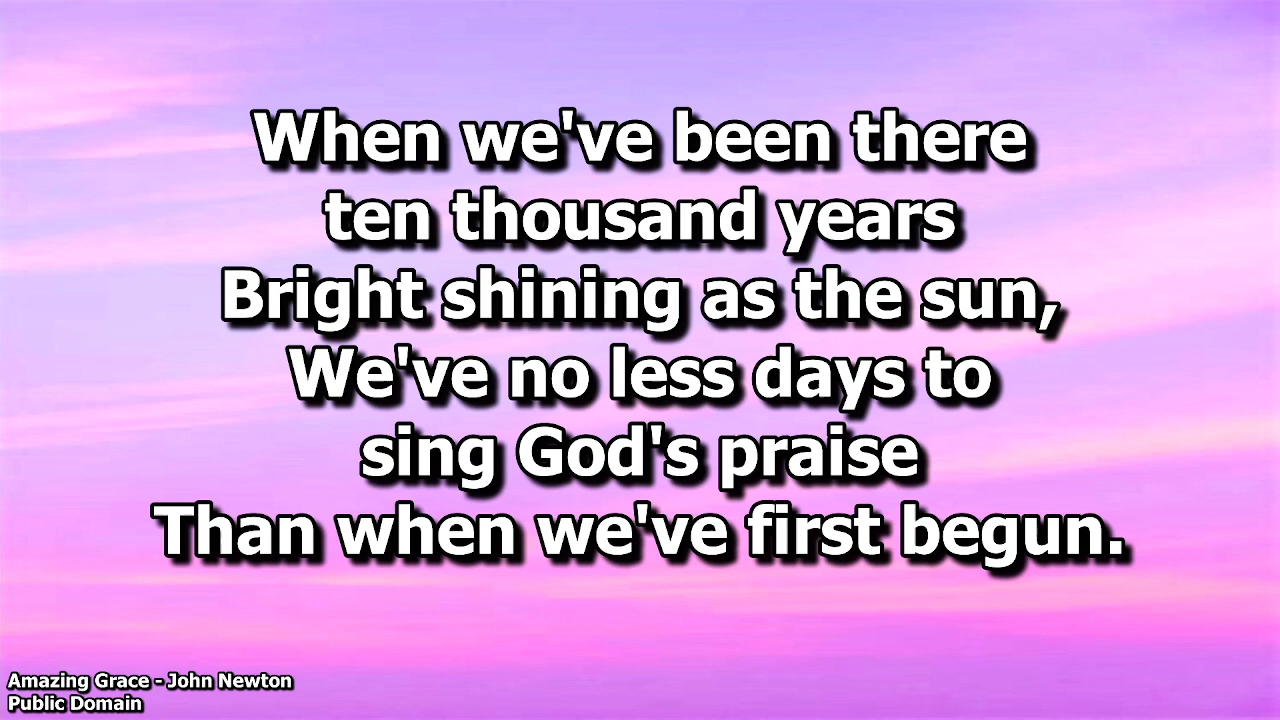 When we've been there
ten thousand years
Bright shining as the sun,
We've no less days to
sing God's praise
Than when we've first begun.
Amazing Grace - John Newton
Public Domain